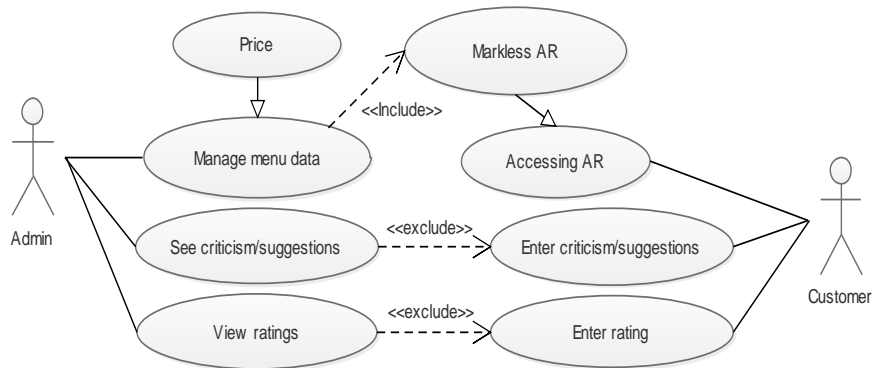 Price
Markless AR
<<Include>>
Manage menu data
Accessing AR
Admin
See criticism/suggestions
<<exclude>>
Enter criticism/suggestions
Customer
View ratings
<<exclude>>
Enter rating